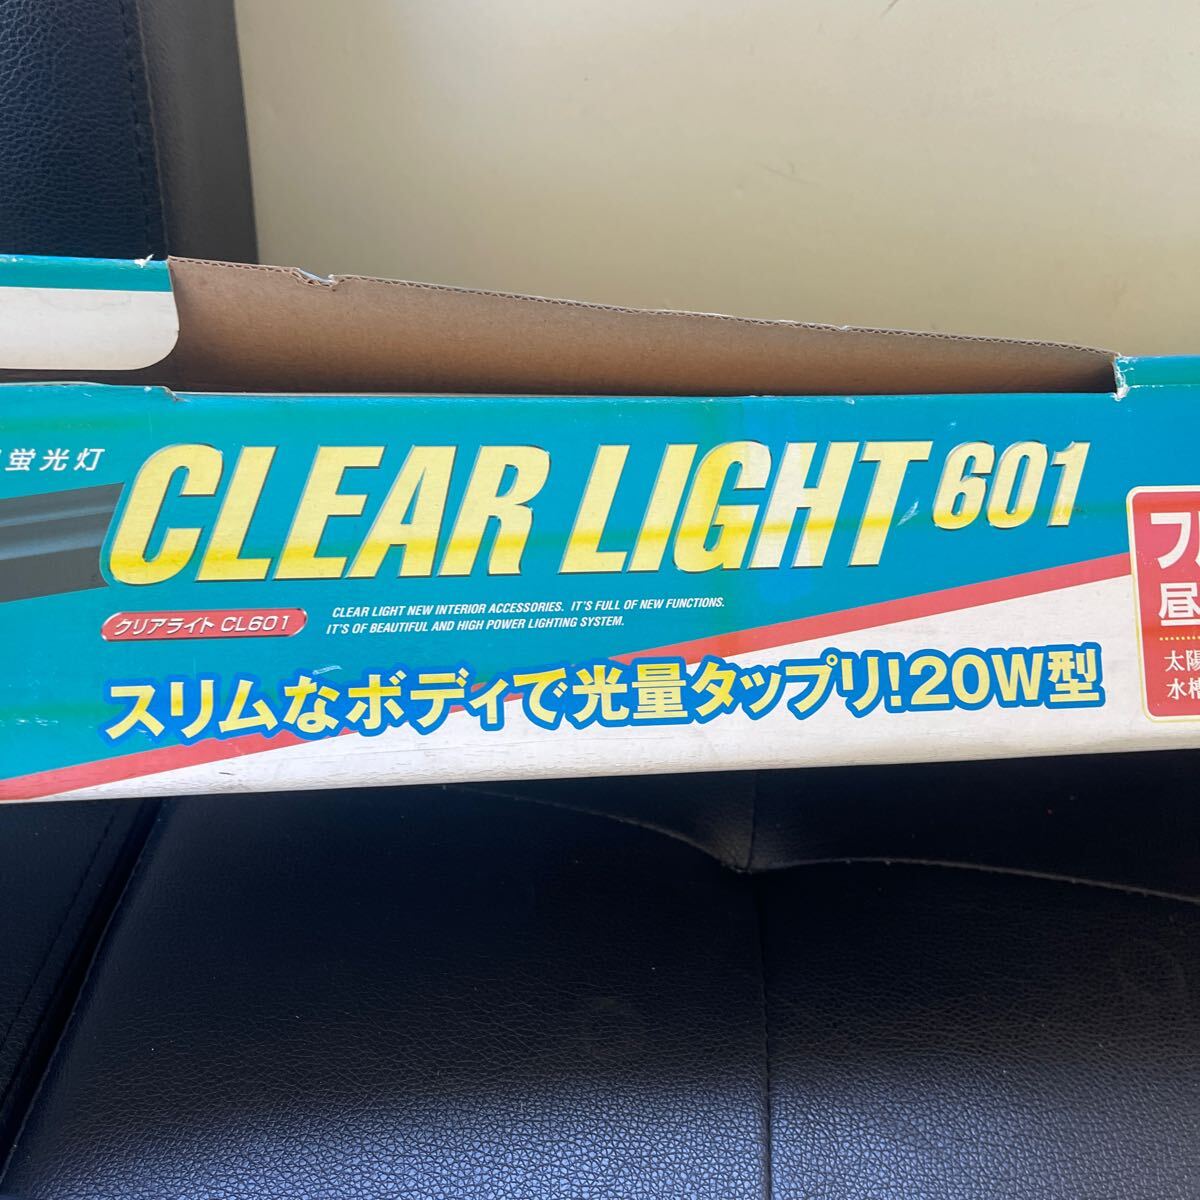 蛍光灯
CLEAR LIGHT 601
クリアライト CL601
CLEAR LIGHT NEW INTERIOR ACCESSORIES. IT'S FULL OF NEW FUNCTIONS.
IT'S OF BEAUTIFUL AND HIGH POWER LIGHTING SYSTEM.
スリムなボディで光量タップリ!20W型
フ
昼
太陽
水槽